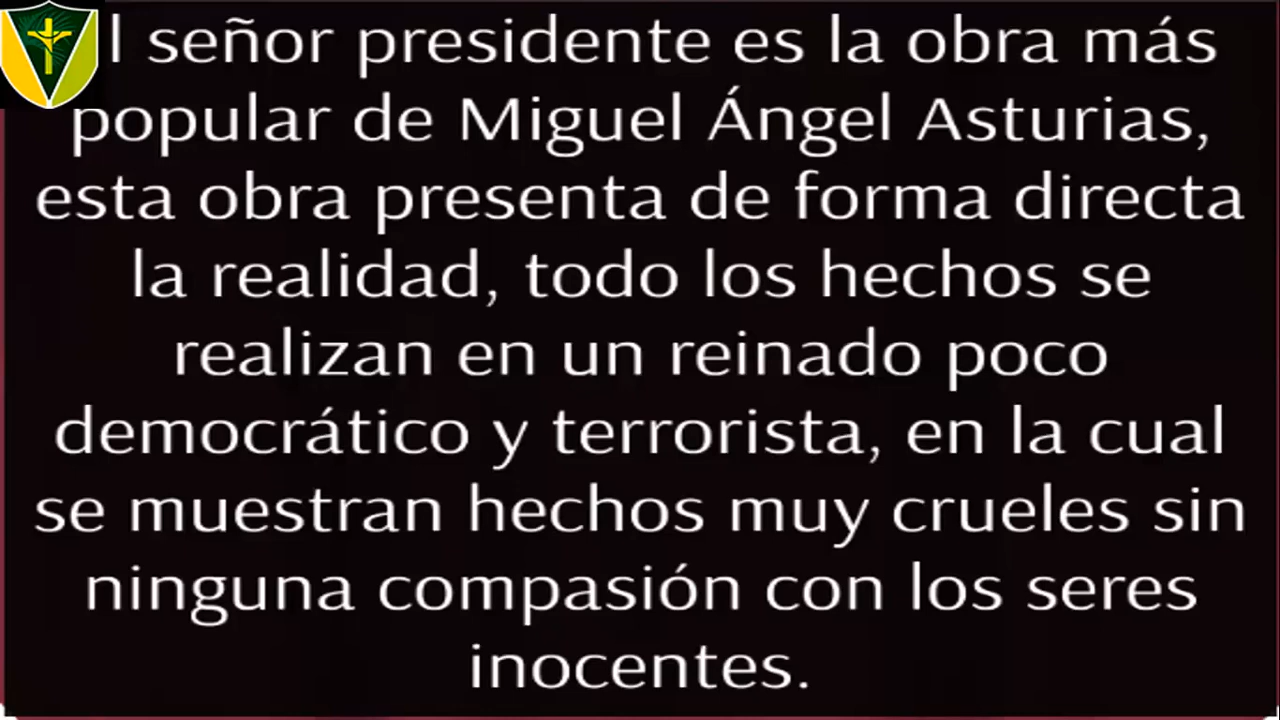 l señor presidente es la obra más
popular de Miguel Ángel Asturias,
esta obra presenta de forma directa
la realidad, todo los hechos se
realizan en un reinado poco
democrático y terrorista, en la cual
se muestran hechos muy crueles sin
ninguna compasión con los seres
inocentes.